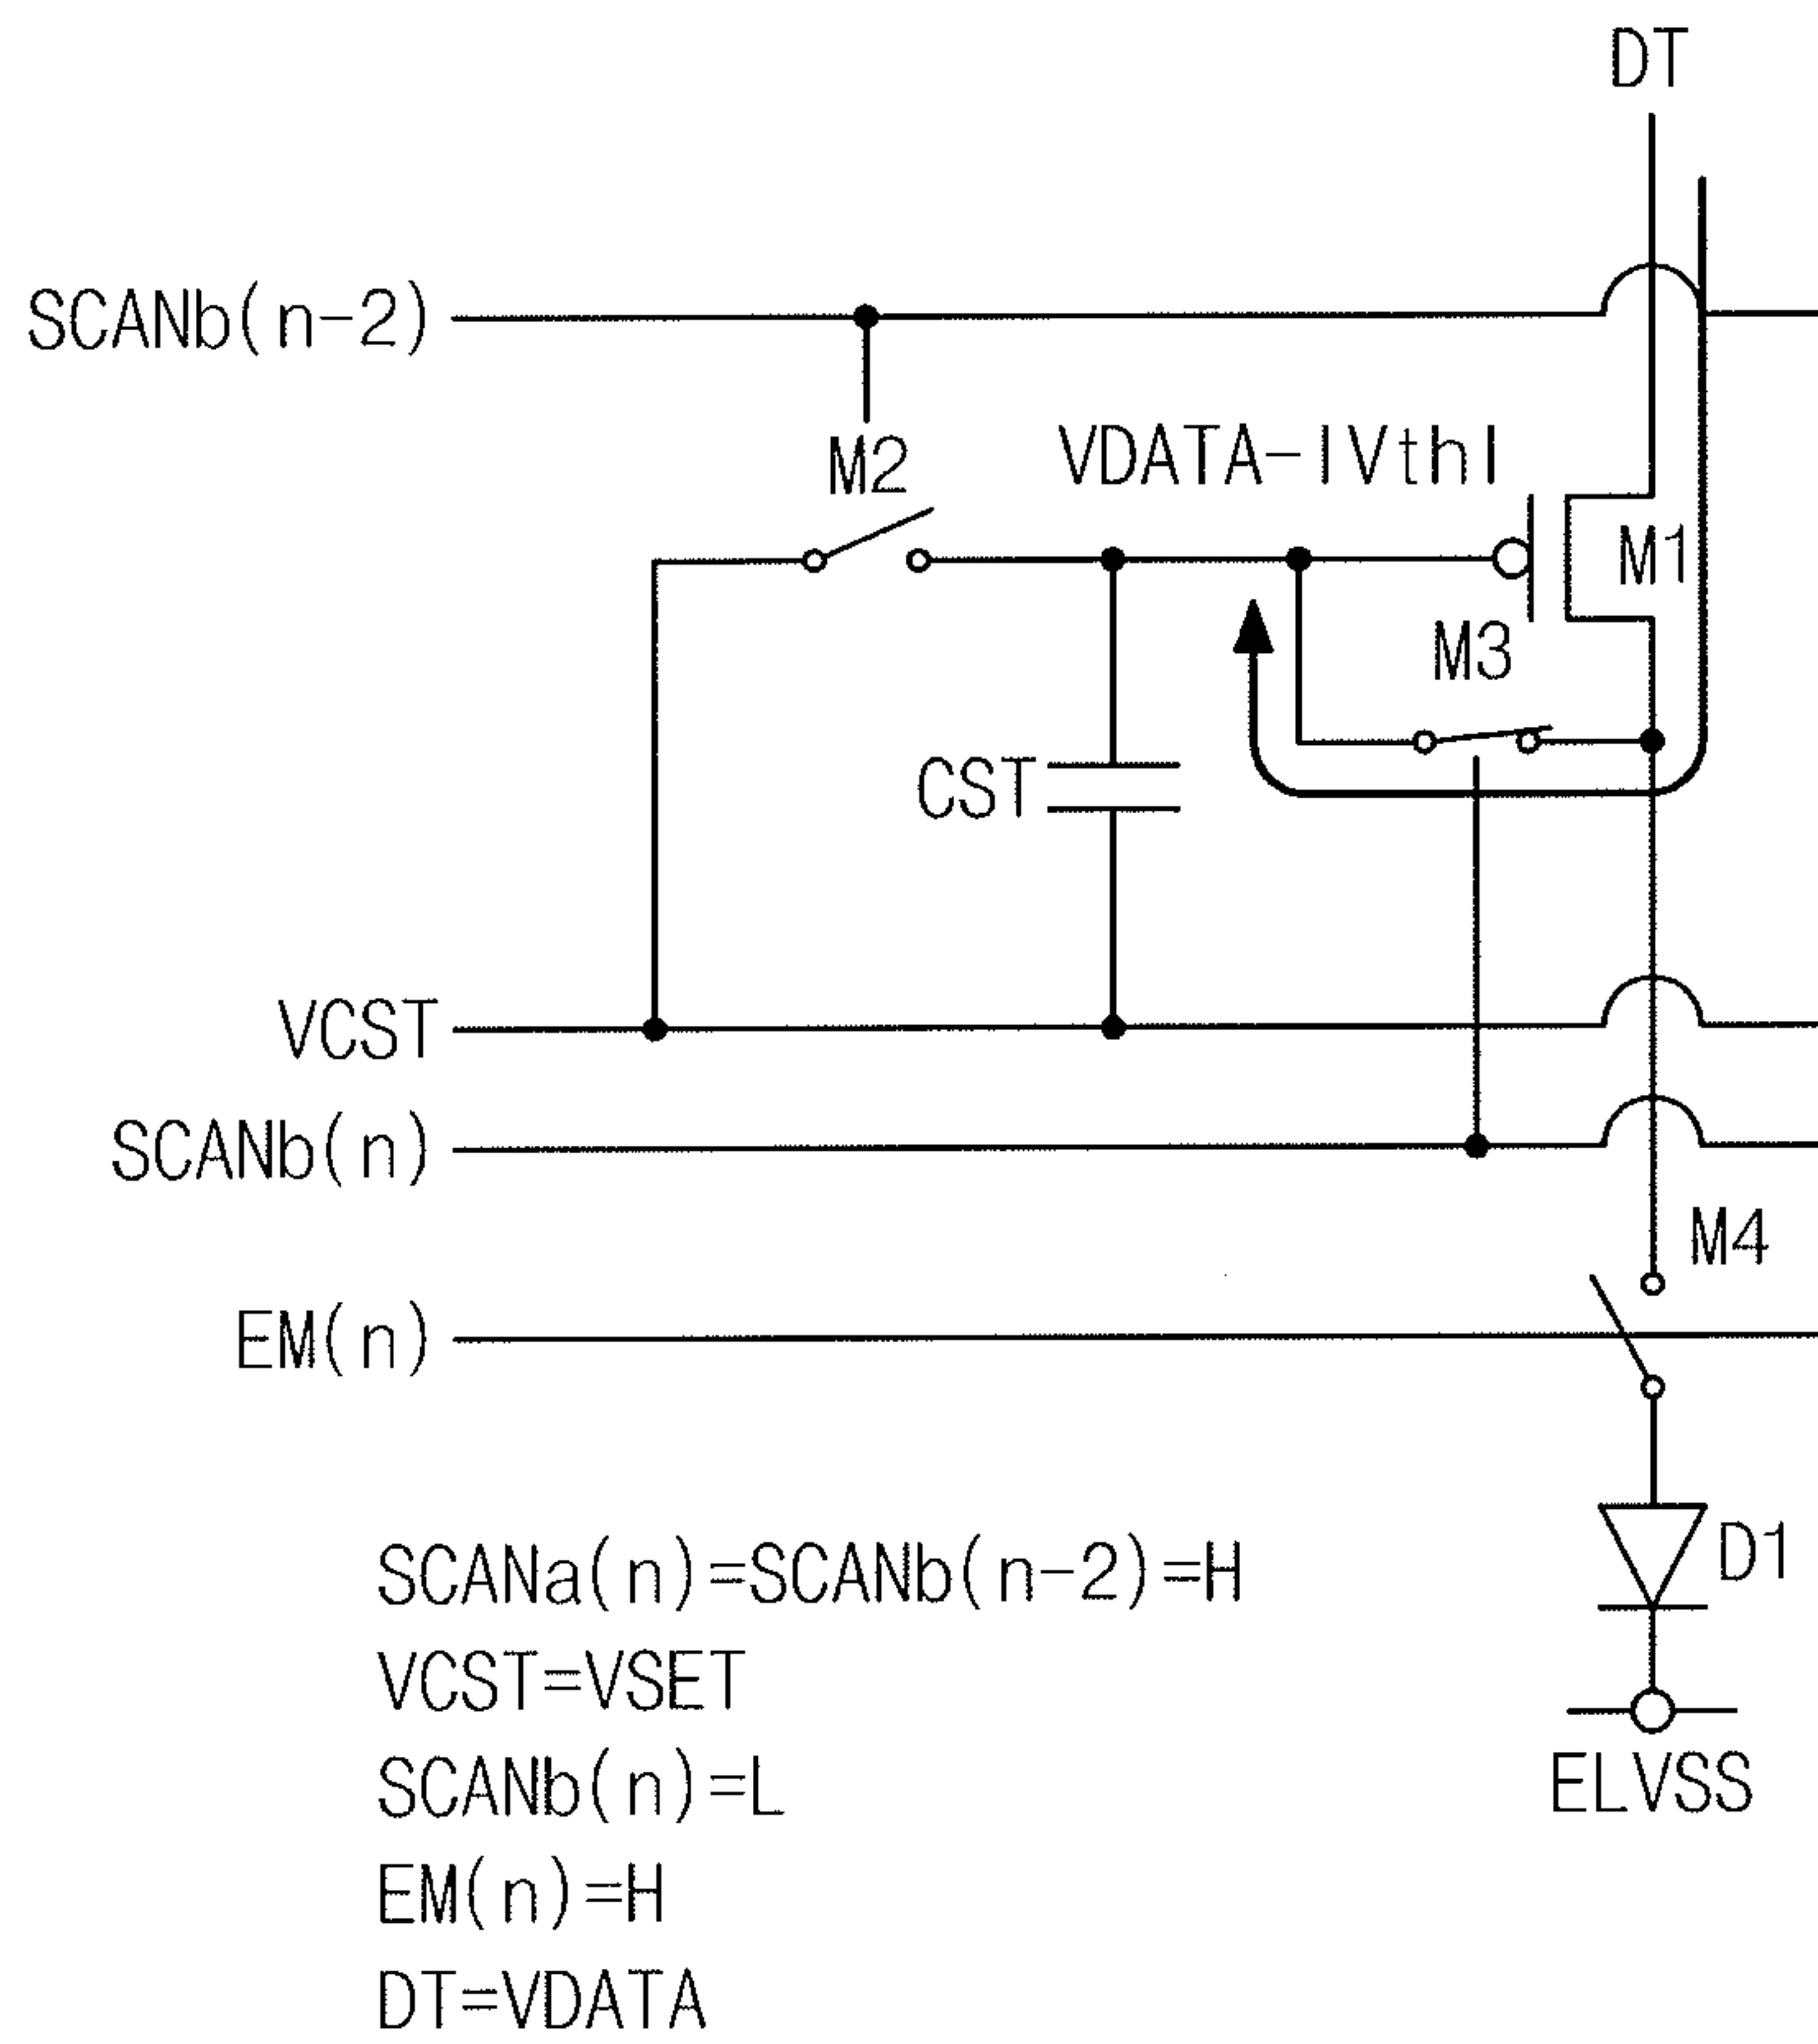 DT
SCANb(n-2)
M2
VDATA-|Vth|
M1
M3
CST
VCST
SCANb(n)
M4
EM(n)
D1
SCANa(n)=SCANb(n-2)=H
VCST=VSET
SCANb(n)=L
ELVSS
EM(n)=H
DT=VDATA